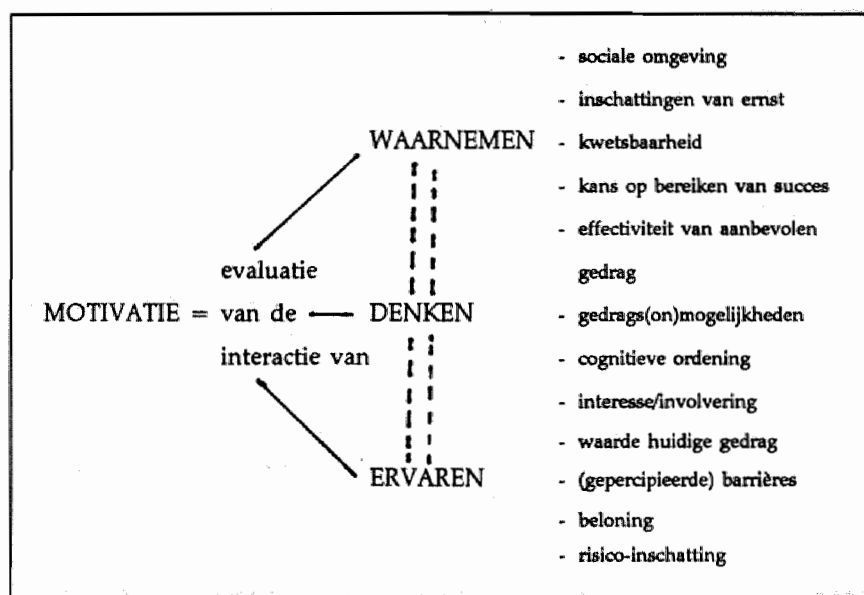 - sociale omgeving
- inschattingen van ernst
WAARNEMEN - kwetsbaarheid
- kans op bereiken van succes
- effectiviteit van aanbevolen
evaluatie gedrag
MOTIVATIE = van de DENKEN - gedrags(on)mogelijkheden
interactie van - cognitieve ordening
- interesse/involvering
- waarde huidige gedrag
ERVAREN - (gepercipieerde) barrières
- beloning
- risico-inschatting